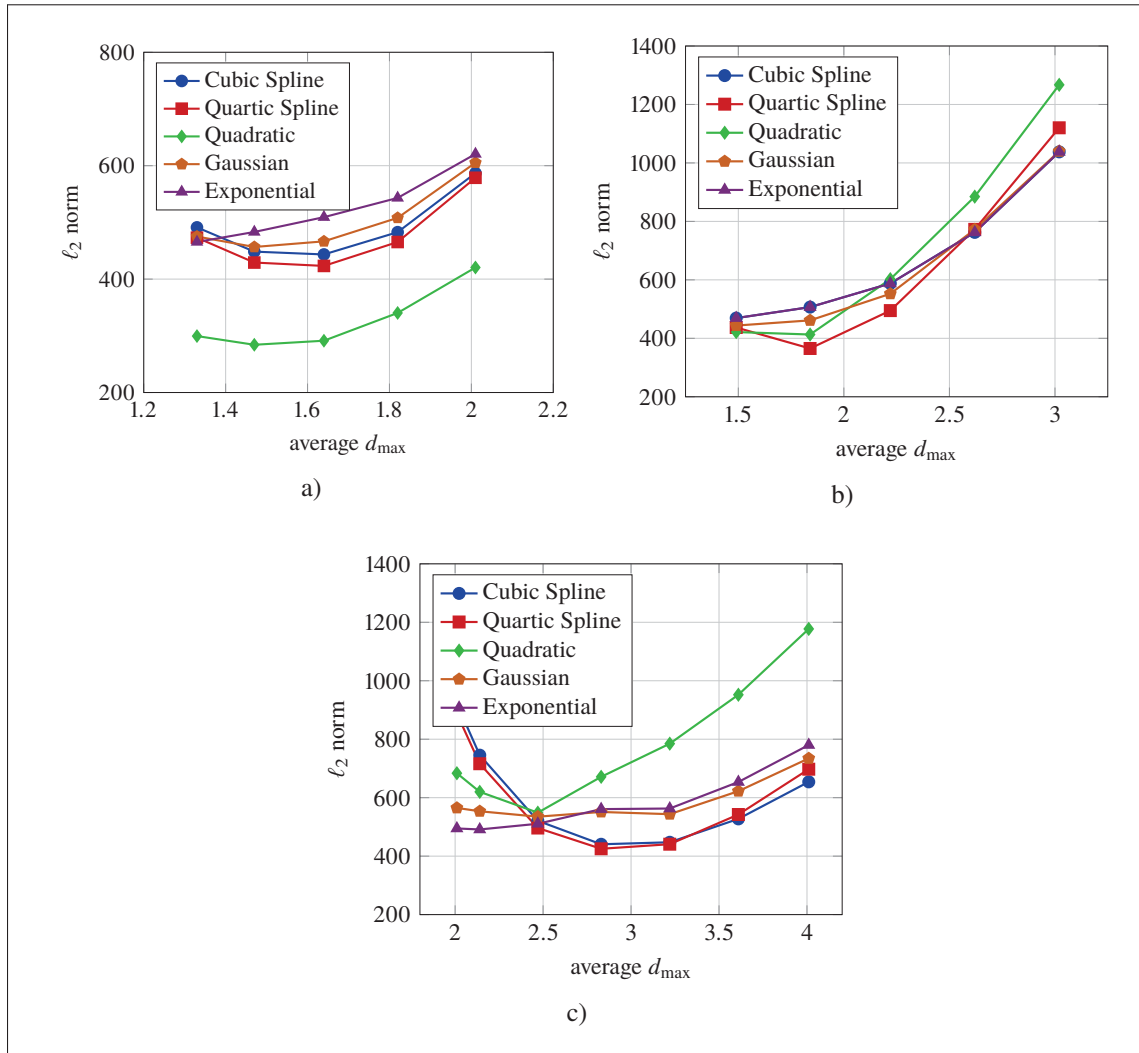 800
600
400
200
1.2
1.4
1.6
1.8
2
2.2
ℓ₂ norm
average d_max
Cubic Spline
Quartic Spline
Quadratic
Gaussian
Exponential
a)
1400
1200
1000
800
600
400
200
1.5
2
2.5
3
ℓ₂ norm
average d_max
Cubic Spline
Quartic Spline
Quadratic
Gaussian
Exponential
b)
1400
1200
1000
800
600
400
200
2
2.5
3
3.5
4
ℓ₂ norm
average d_max
Cubic Spline
Quartic Spline
Quadratic
Gaussian
Exponential
c)